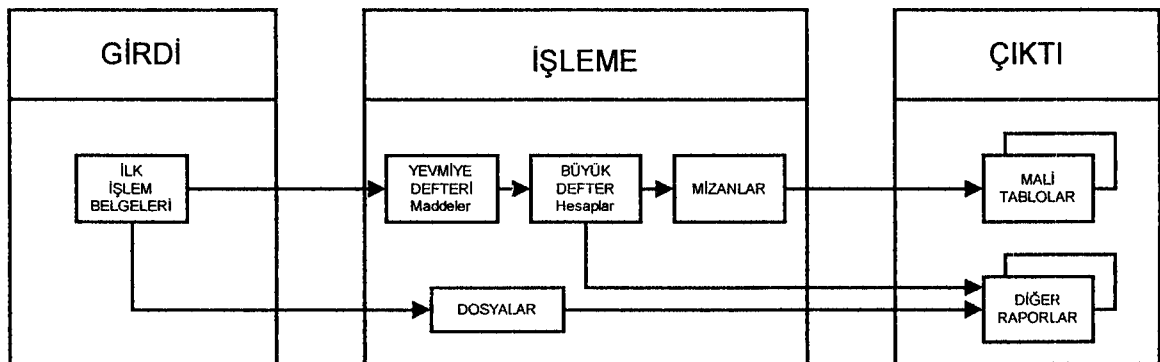 GİRDİ
İŞLEME
ÇIKTI
İLK
İŞLEM
BELGELERİ
YEVMİYE
DEFTERİ
Maddeler
BÜYÜK
DEFTER
Hesaplar
MİZANLAR
MALİ
TABLOLAR
DOSYALAR
DİĞER
RAPORLAR